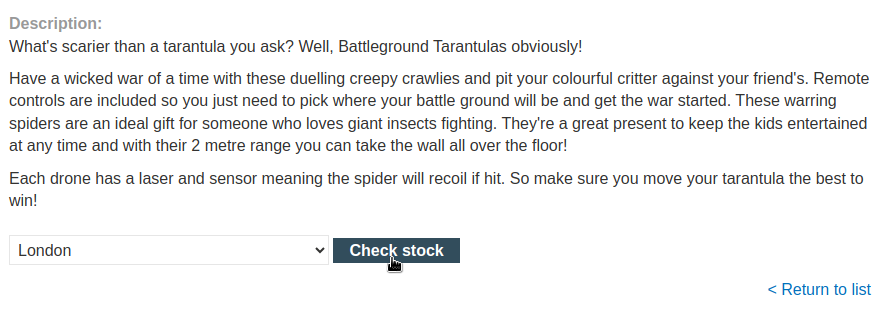 Description:
What's scarier than a tarantula you ask? Well, Battleground Tarantulas obviously!
Have a wicked war of a time with these duelling creepy crawlies and pit your colourful critter against your friend's. Remote
controls are included so you just need to pick where your battle ground will be and get the war started. These warring
spiders are an ideal gift for someone who loves giant insects fighting. They're a great present to keep the kids entertained
at any time and with their 2 metre range you can take the wall all over the floor!
Each drone has a laser and sensor meaning the spider will recoil if hit. So make sure you move your tarantula the best to
win!
London
Check stock
< Return to list